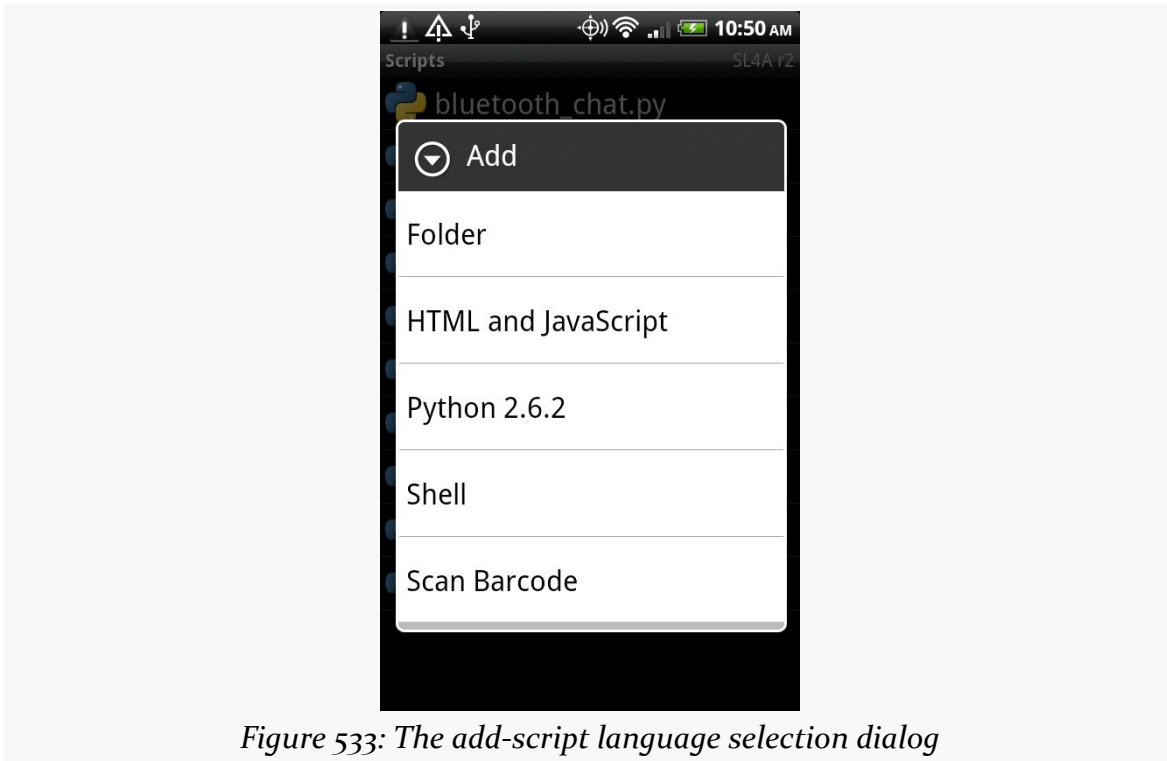 10:50 AM
Scripts
SL4A r2
bluetooth_chat.py
Add
Folder
HTML and JavaScript
Python 2.6.2
Shell
Scan Barcode
Figure 533: The add-script language selection dialog